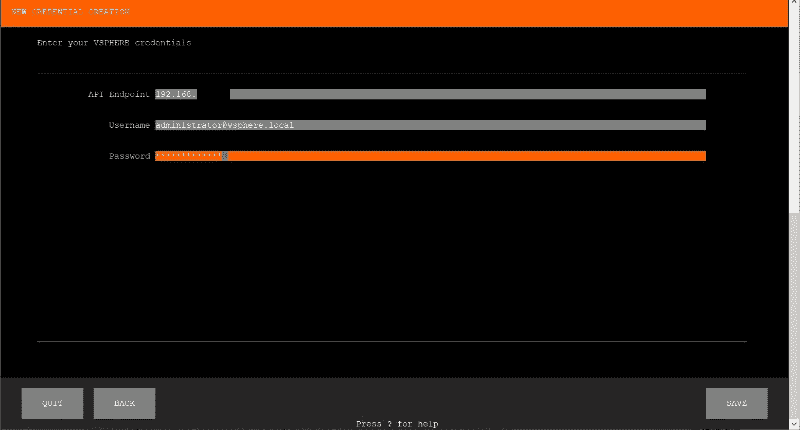 NEW CREDENTIAL CREATION
Enter your VSPHERE credentials
API Endpoint 192.168.
Username administrator@vsphere.local
Password
QUIT BACK SAVE
Press ? for help